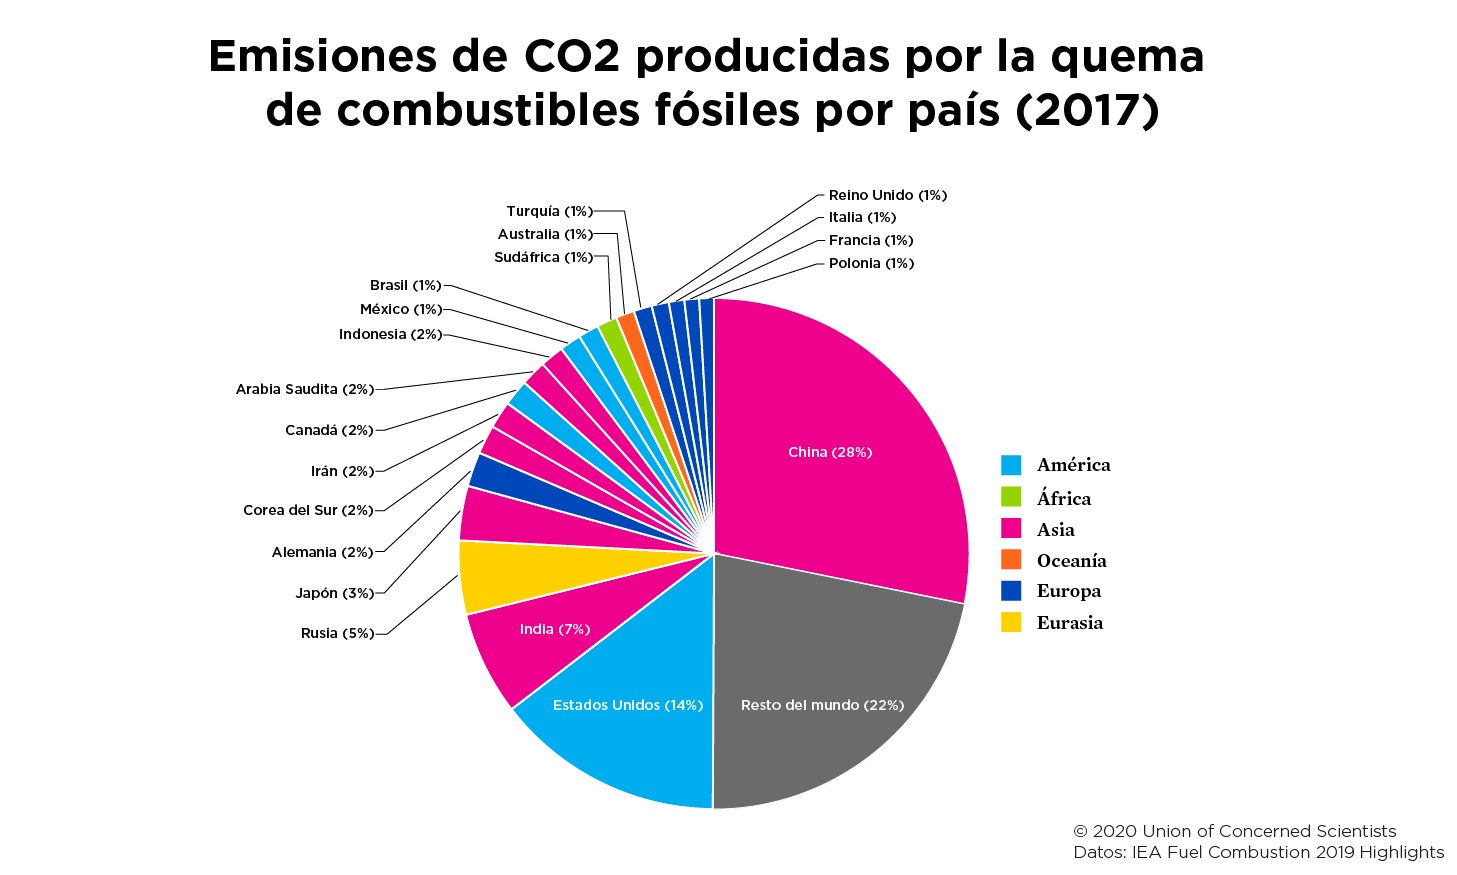 Emisiones de CO2 producidas por la quema
de combustibles fósiles por país (2017)
Reino Unido (1%)
Italia (1%)
Francia (1%)
Polonia (1%)
Turquía (1%)
Australia (1%)
Sudáfrica (1%)
Brasil (1%)
México (1%)
Indonesia (2%)
Arabia Saudita (2%)
Canadá (2%)
Irán (2%)
Corea del Sur (2%)
Alemania (2%)
Japón (3%)
Rusia (5%)
China (28%)
India (7%)
Estados Unidos (14%)
Resto del mundo (22%)
América
África
Asia
Oceanía
Europa
Eurasia
© 2020 Union of Concerned Scientists
Datos: IEA Fuel Combustion 2019 Highlights